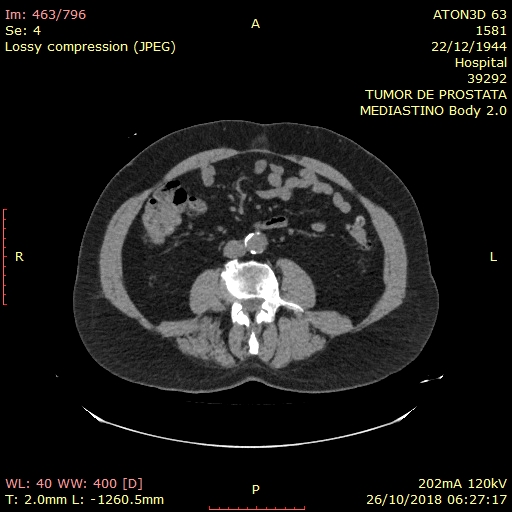 Im: 463/796
Se: 4
Lossy compression (JPEG)
A
ATON3D 63
1581
22/12/1944
Hospital
39292
TUMOR DE PROSTATA
MEDIASTINO Body 2.0
R
L
WL: 40 WW: 400 [D]
T: 2.0mm L: -1260.5mm
P
202mA 120kV
26/10/2018 06:27:17